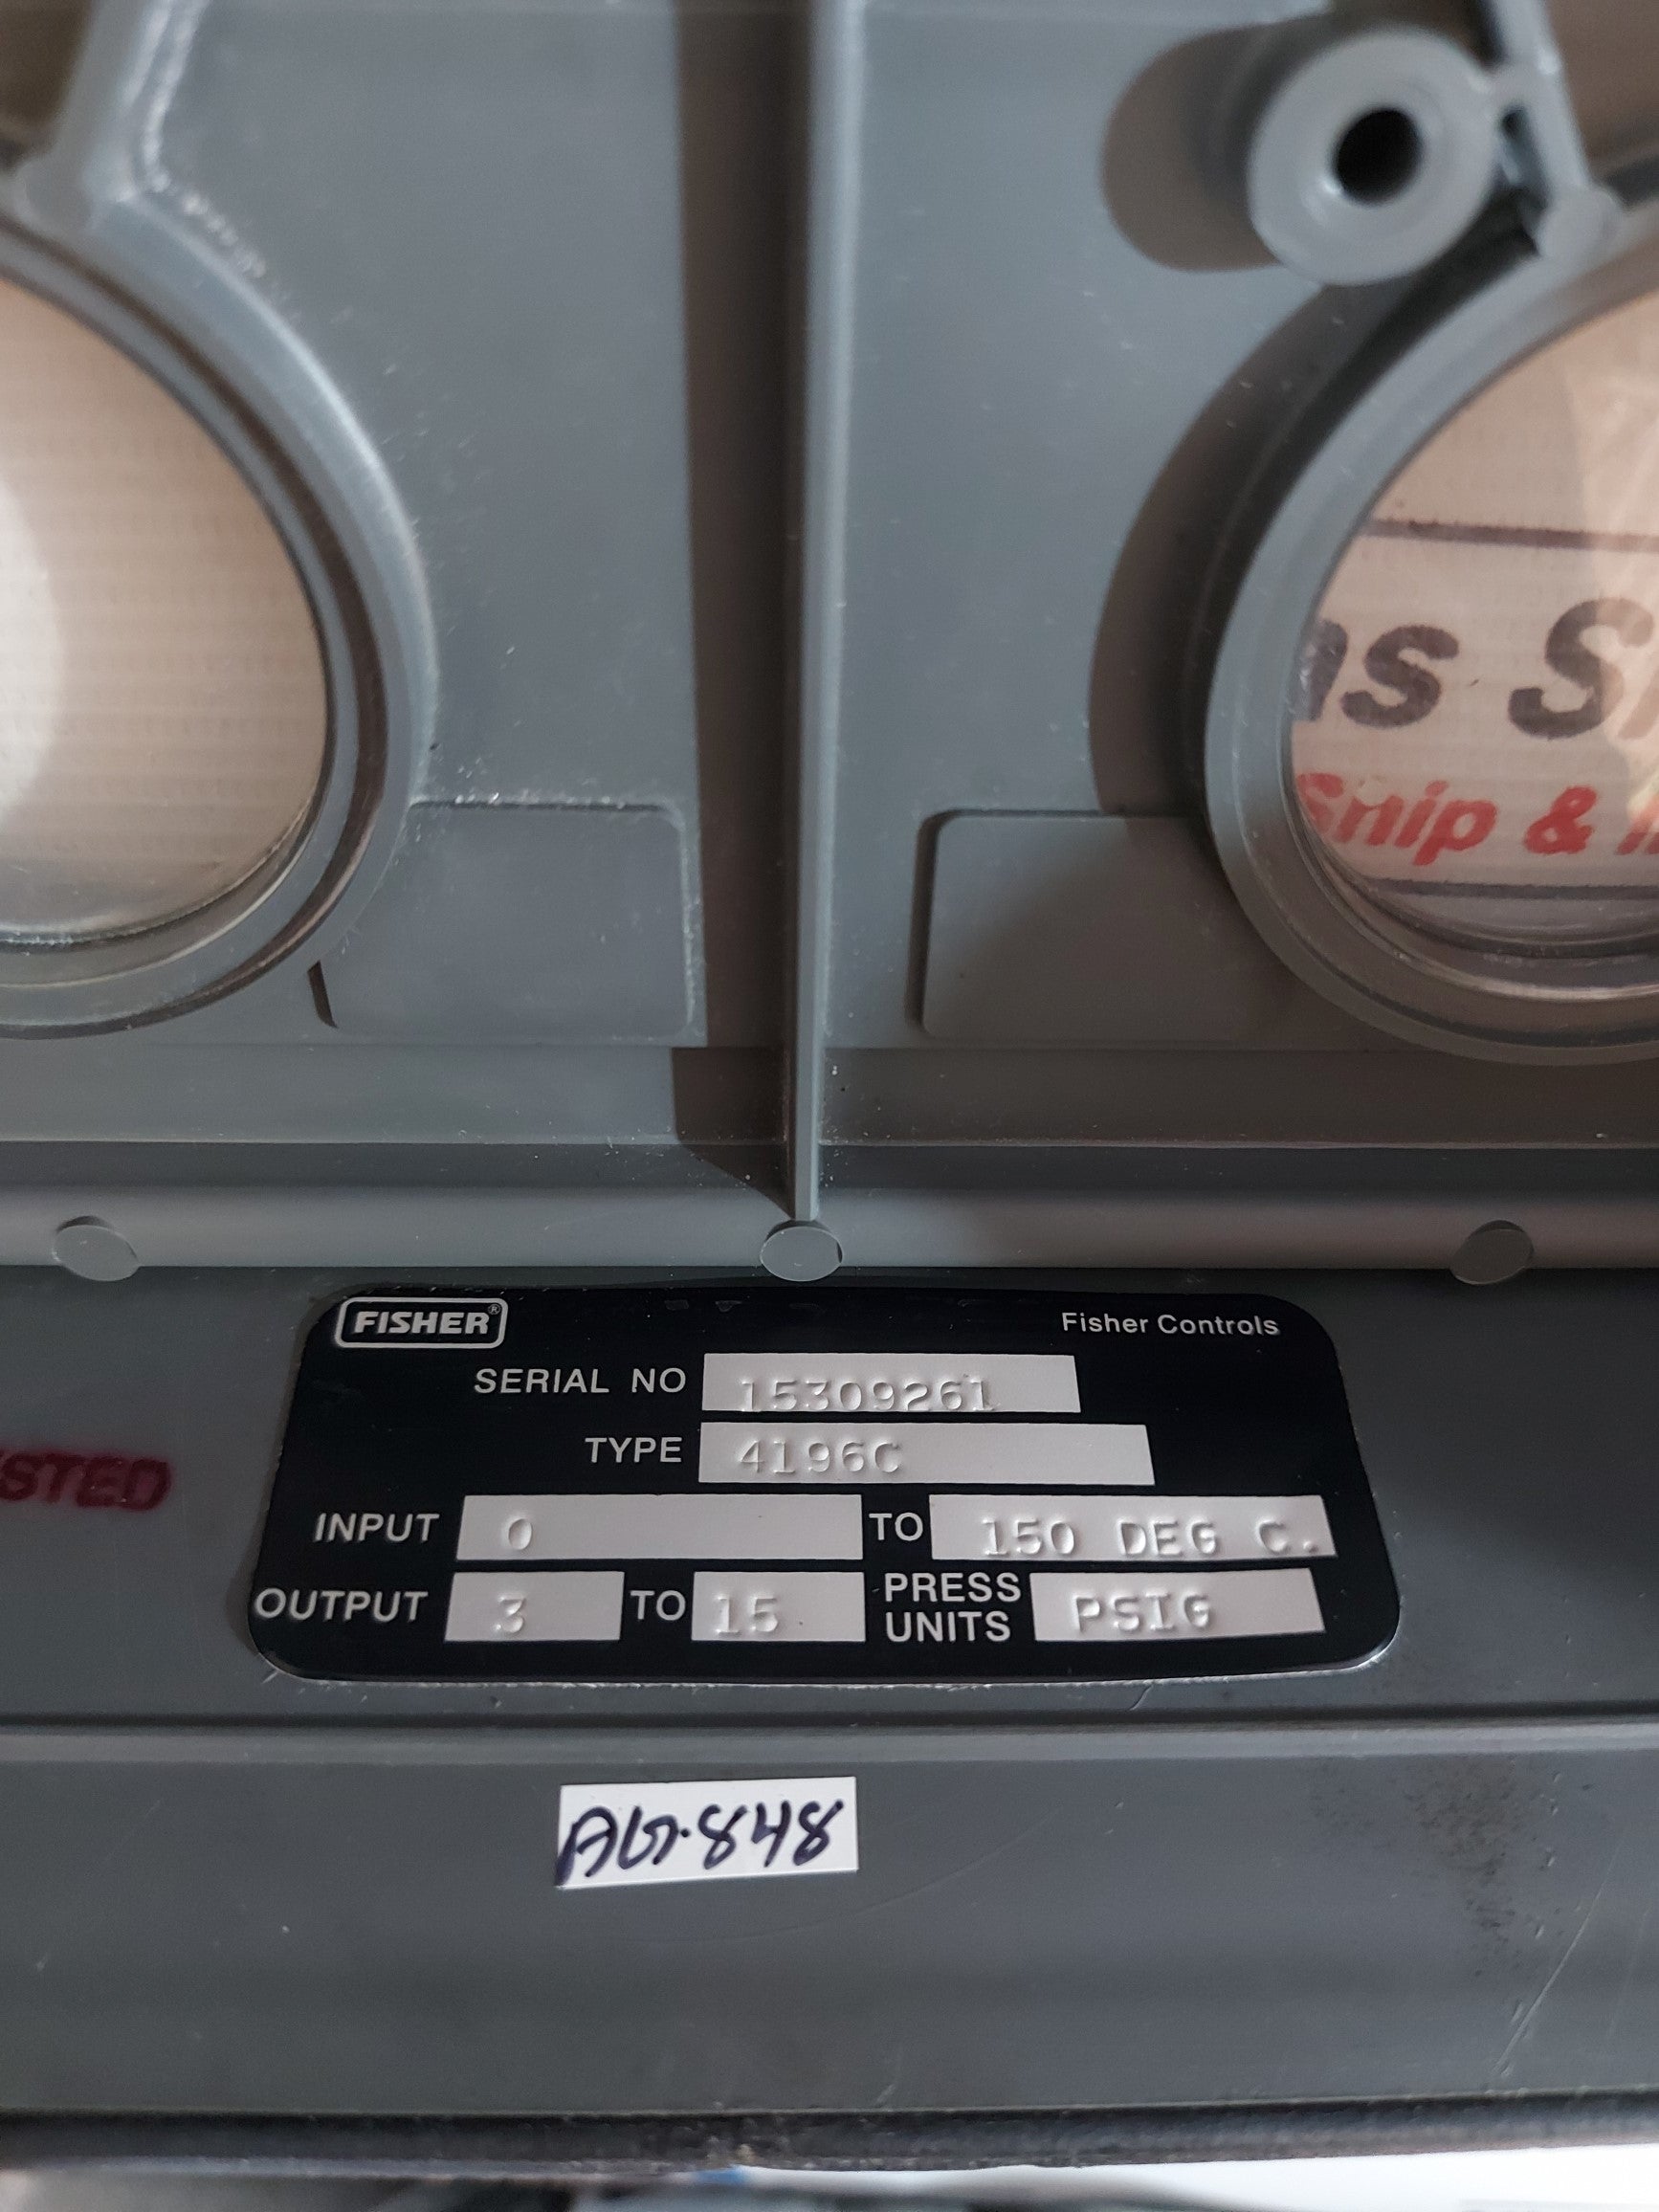 s S
Ship &
FISHER®
Fisher Controls
SERIAL NO 15309261
TYPE 4196C
INPUT 0 TO 150 DEG C.
OUTPUT 3 TO 15 PRESS UNITS PSIG
STED
AG-848